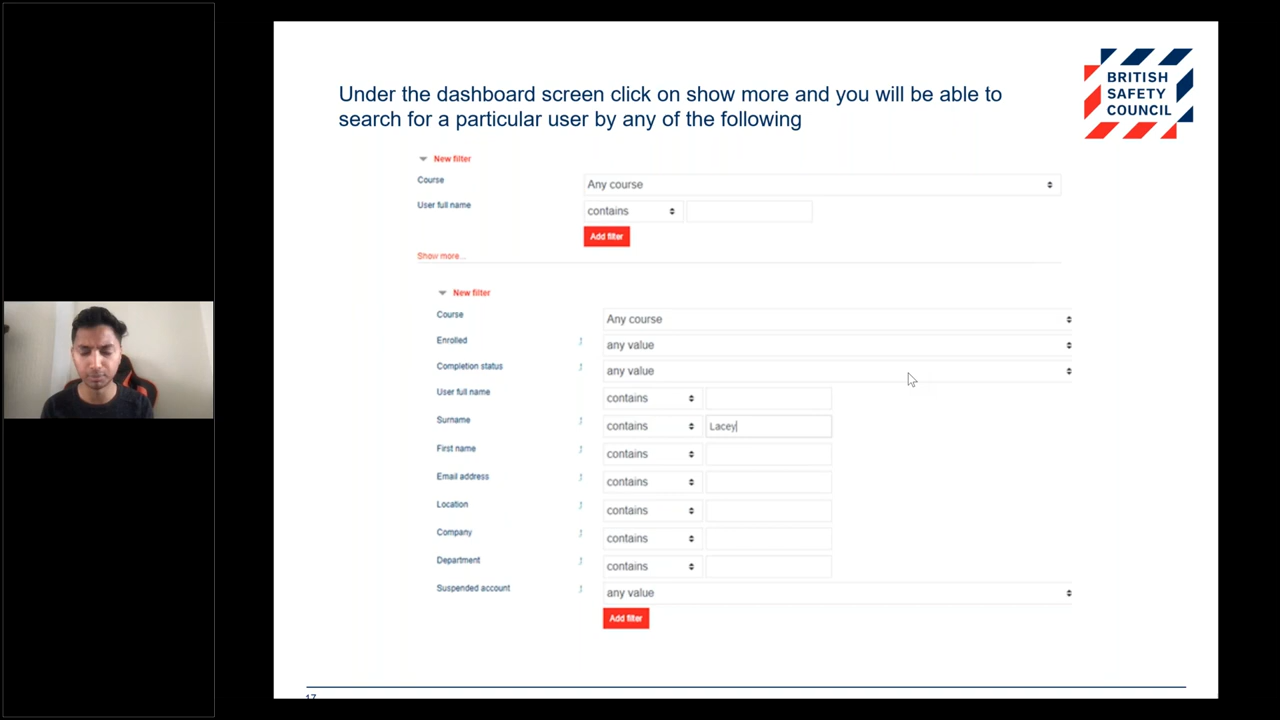 Under the dashboard screen click on show more and you will be able to
search for a particular user by any of the following
BRITISH
SAFETY
COUNCIL
New filter
Course Any course
User full name contains
Add filter
Show more...
New filter
Course Any course
Enrolled any value
Completion status any value
User full name contains
Surname contains Lacey
First name contains
Email address contains
Location contains
Company contains
Department contains
Suspended account any value
Add filter
17